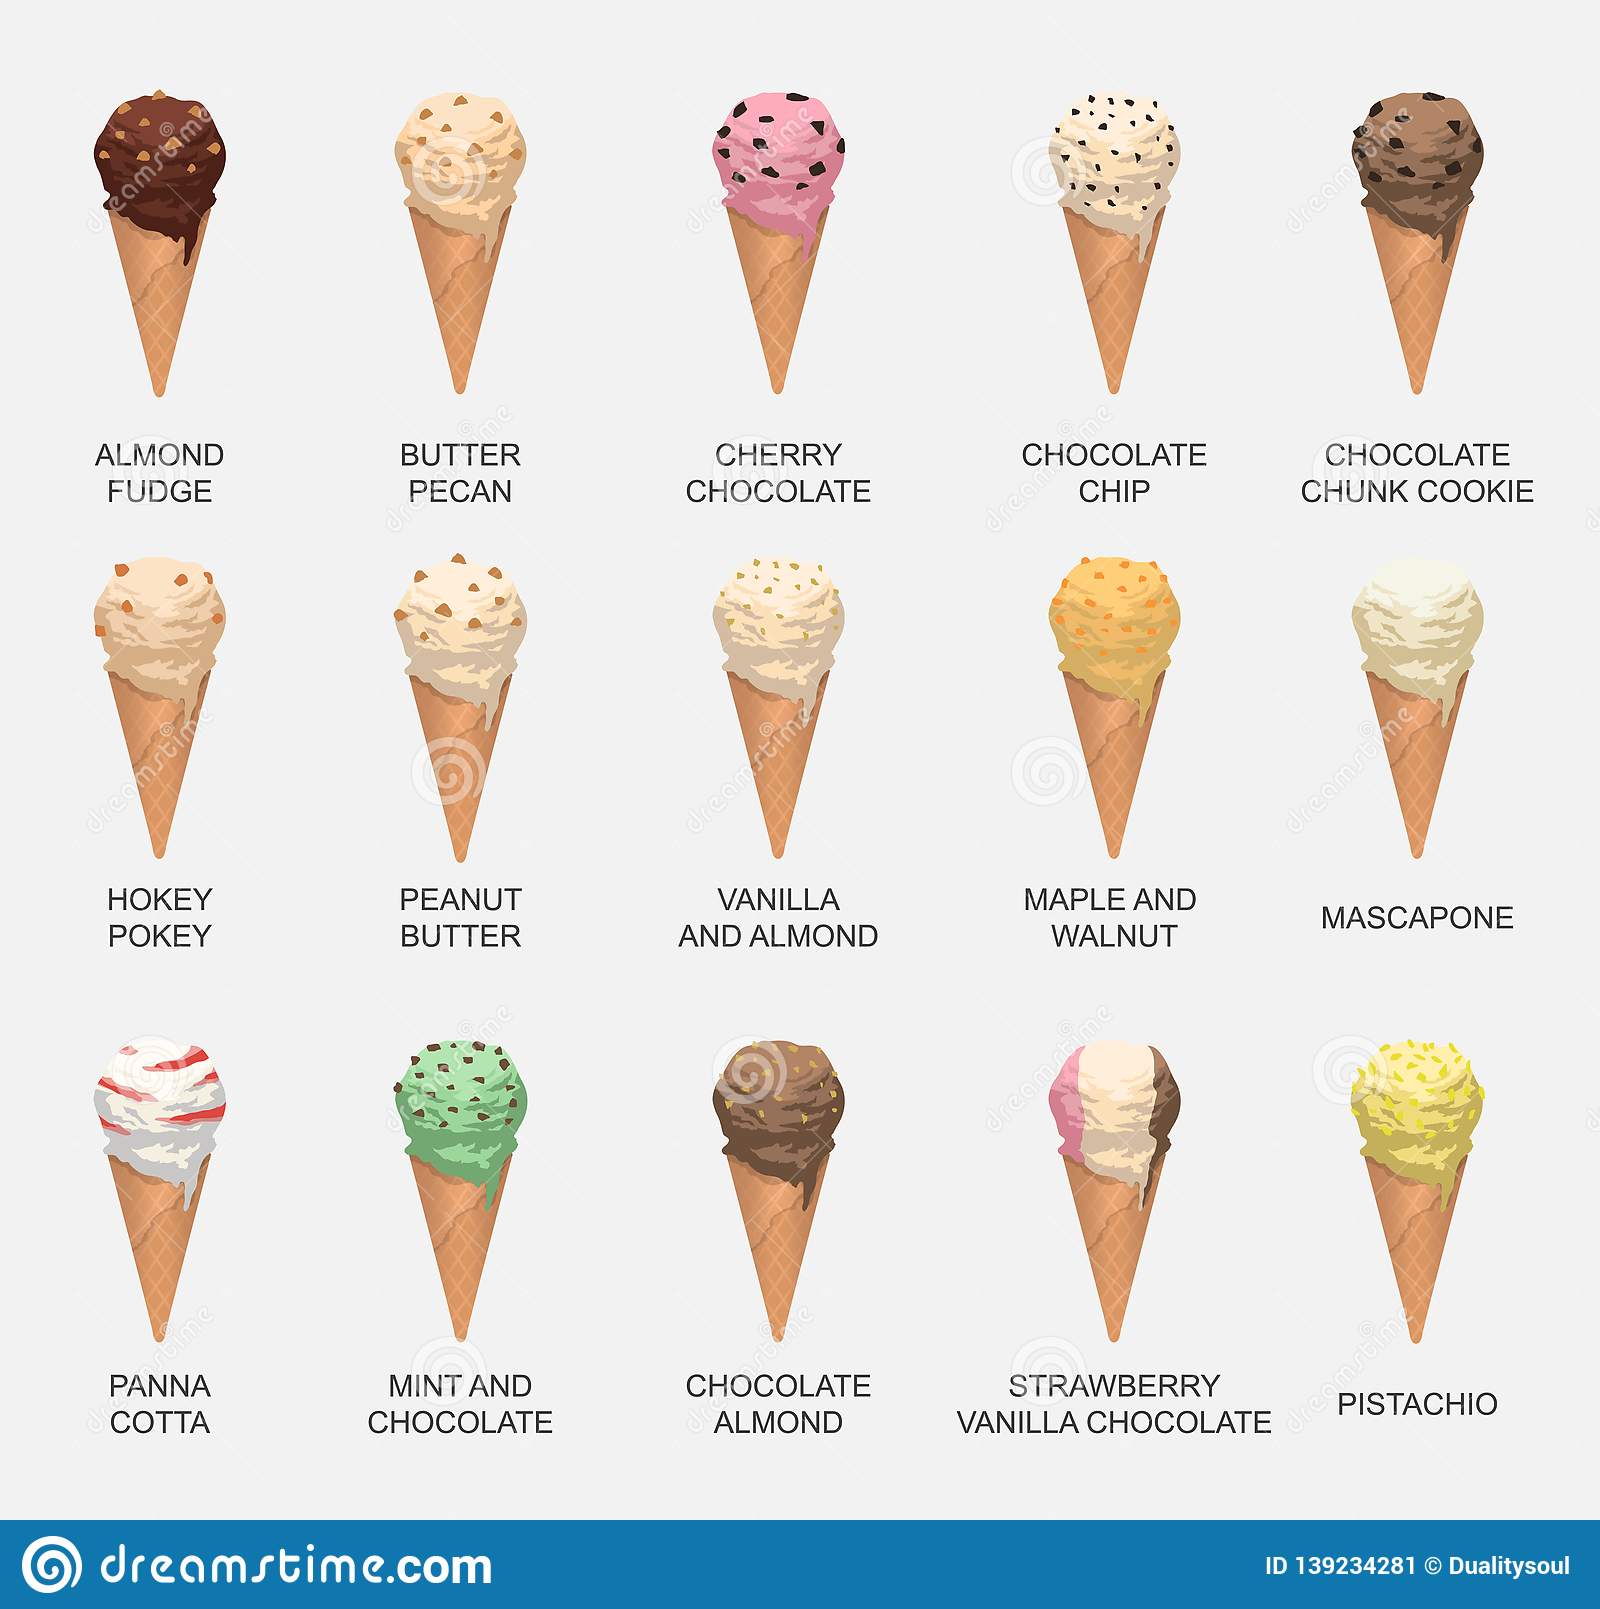 ALMOND
FUDGE
BUTTER
PECAN
CHERRY
CHOCOLATE
CHOCOLATE
CHIP
CHOCOLATE
CHUNK COOKIE
HOKEY
POKEY
PEANUT
BUTTER
VANILLA
AND ALMOND
MAPLE AND
WALNUT
MASCAPONE
PANNA
COTTA
MINT AND
CHOCOLATE
CHOCOLATE
ALMOND
STRAWBERRY
VANILLA CHOCOLATE
PISTACHIO
dreamstime.com
ID 139234281 © Dualitysoul